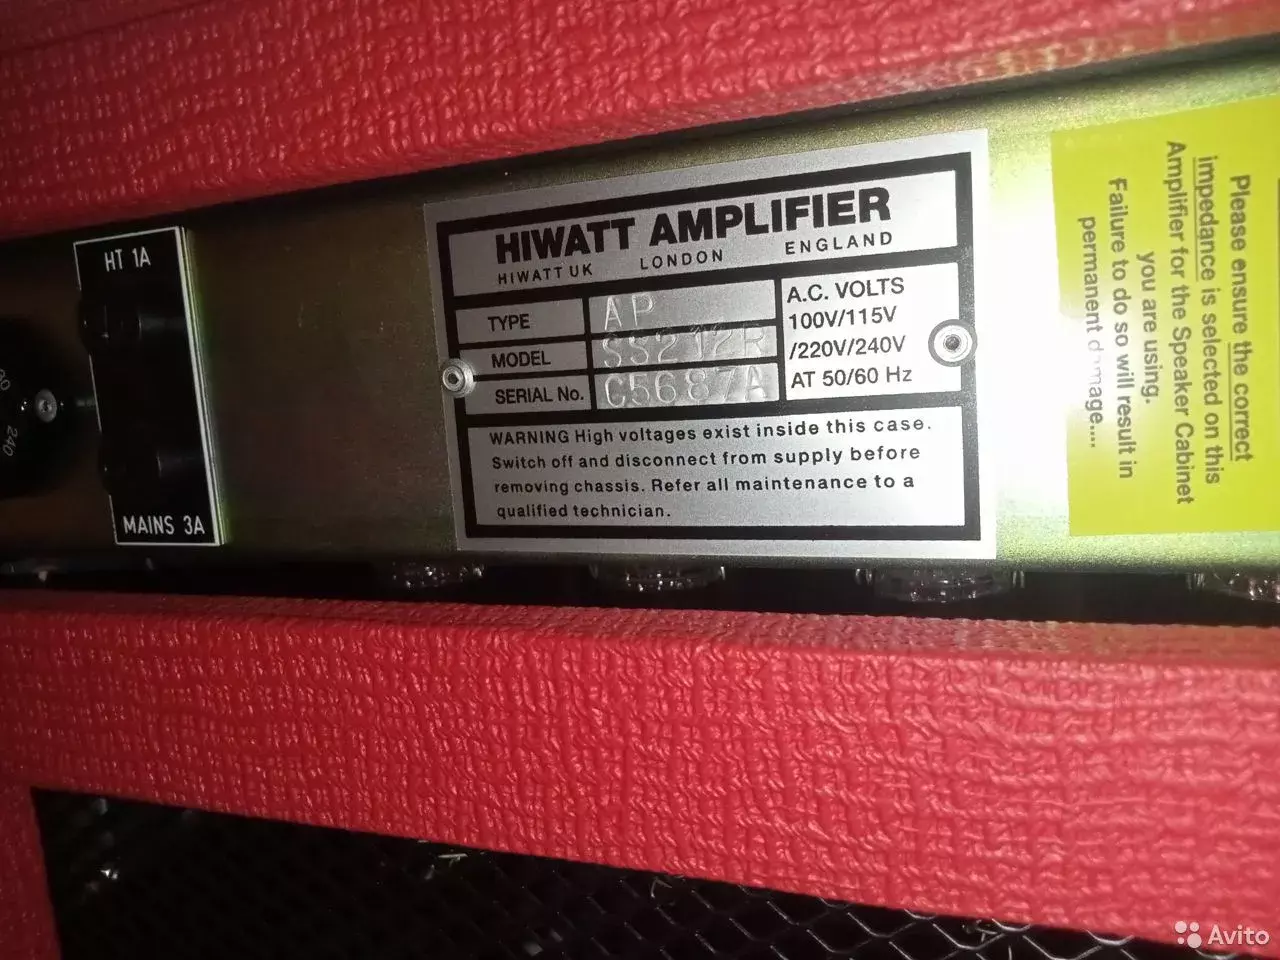 HT 1A
MAINS 3A
240
HIWATT AMPLIFIER
HIWATT UK LONDON ENGLAND
TYPE AP
MODEL SS212R
SERIAL No. C5687A
A.C. VOLTS
100V/115V
/220V/240V
AT 50/60 Hz
WARNING High voltages exist inside this case.
Switch off and disconnect from supply before
removing chassis. Refer all maintenance to a
qualified technician.
Please ensure the correct
impedance is selected on this
Amplifier for the Speaker Cabinet
you are using.
Failure to do so will result in
permanent damage....
Avito